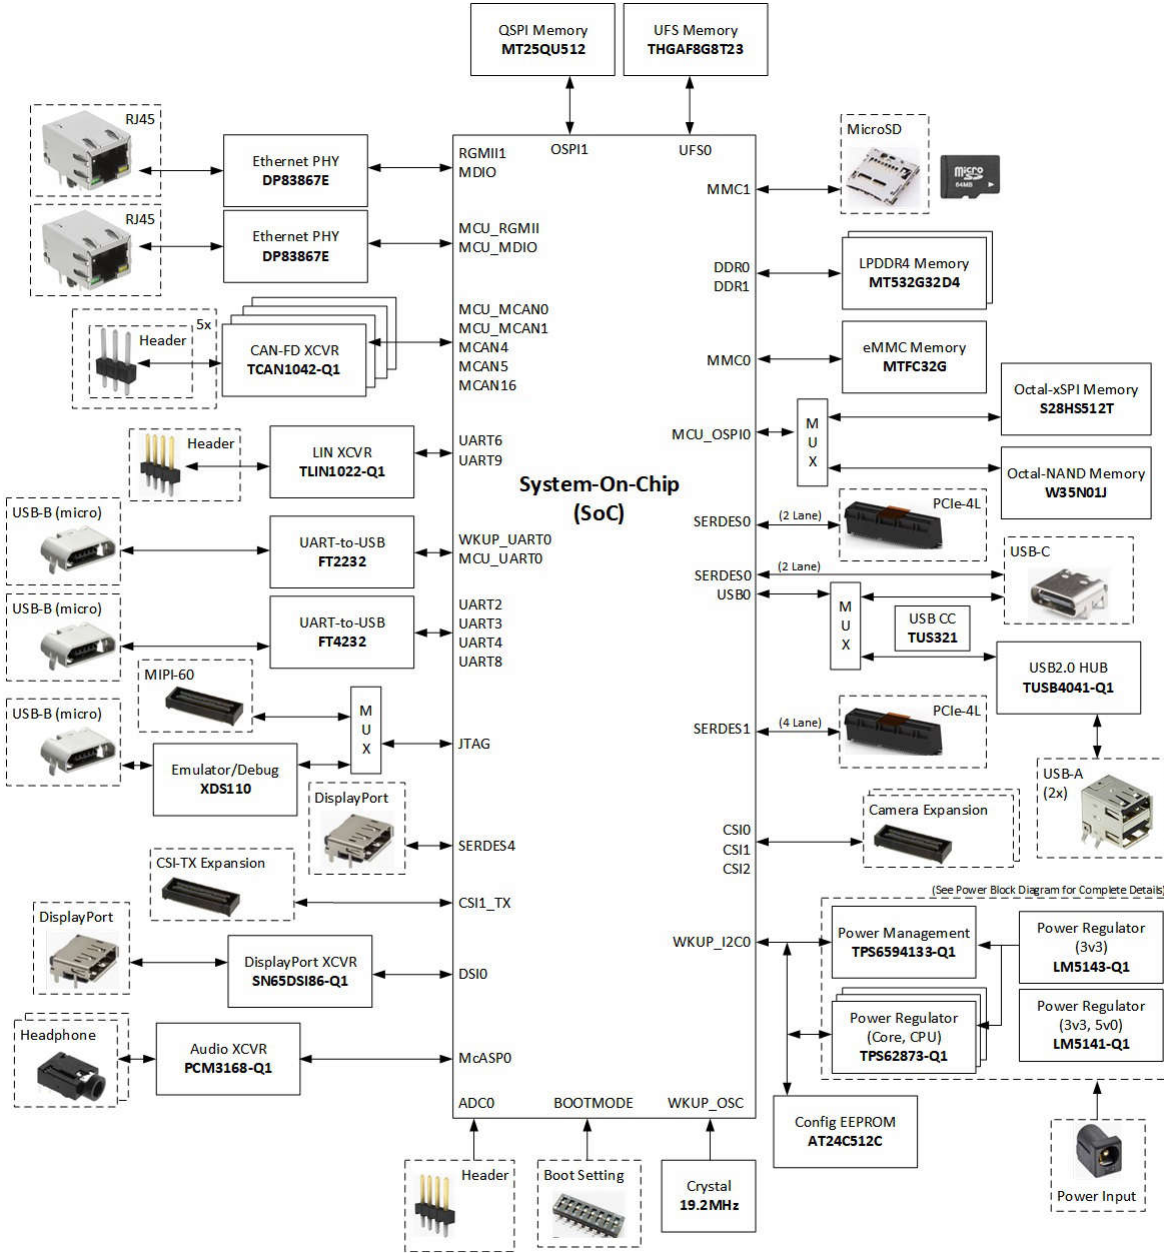 QSPI Memory
MT25QU512
UFS Memory
THGAF8G8T23
RJ45
Ethernet PHY
DP83867E
RGMII1
MDIO
OSPI1
UFS0
MicroSD
MMC1
micro
SD
64MB
RJ45
Ethernet PHY
DP83867E
MCU_RGMII
MCU_MDIO
DDR0
DDR1
LPDDR4 Memory
MT532G32D4
5x
Header
CAN-FD XCVR
TCAN1042-Q1
MCU_MCAN0
MCU_MCAN1
MCAN4
MCAN5
MCAN16
MMC0
eMMC Memory
MTFC32G
Octal-xSPI Memory
S28HS512T
Header
LIN XCVR
TLIN1022-Q1
UART6
UART9
MCU_OSPI0
MUX
Octal-NAND Memory
W35N01J
System-On-Chip
(SoC)
USB-B (micro)
UART-to-USB
FT2232
WKUP_UART0
MCU_UART0
SERDES0
(2 Lane)
PCIe-4L
SERDES0
USB0
(2 Lane)
USB-C
USB-B (micro)
UART-to-USB
FT4232
UART2
UART3
UART4
UART8
MUX
USB CC
TUS321
USB2.0 HUB
TUSB4041-Q1
MIPI-60
USB-B (micro)
MUX
JTAG
Emulator/Debug
XDS110
SERDES1
(4 Lane)
PCIe-4L
USB-A
(2x)
DisplayPort
SERDES4
CSI0
CSI1
CSI2
Camera Expansion
CSI-TX Expansion
CSI1_TX
(See Power Block Diagram for Complete Details)
DisplayPort
DisplayPort XCVR
SN65DSI86-Q1
DSI0
WKUP_I2C0
Power Management
TPS6594133-Q1
Power Regulator
(3v3)
LM5143-Q1
Headphone
Audio XCVR
PCM3168-Q1
McASP0
Power Regulator
(Core, CPU)
TPS62873-Q1
Power Regulator
(3v3, 5v0)
LM5141-Q1
ADC0
BOOTMODE
WKUP_OSC
Config EEPROM
AT24C512C
Header
Boot Setting
Crystal
19.2MHz
Power Input